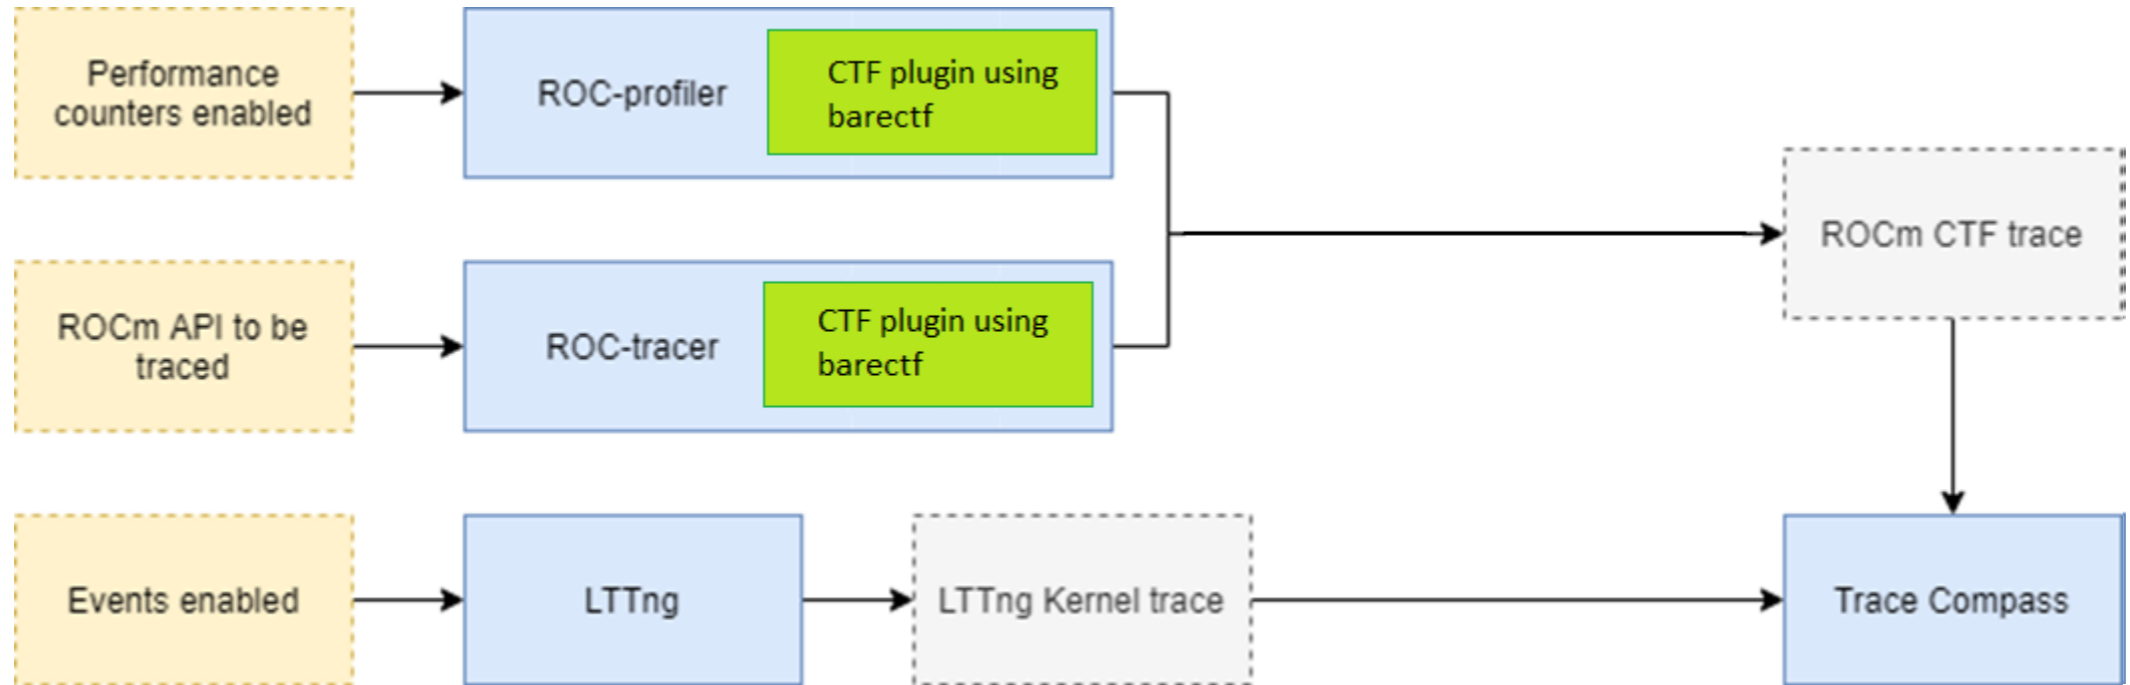 Performance
counters enabled
ROC-profiler
CTF plugin using
barectf
ROCm CTF trace
ROCm API to be
traced
ROC-tracer
CTF plugin using
barectf
Events enabled
LTTng
LTTng Kernel trace
Trace Compass